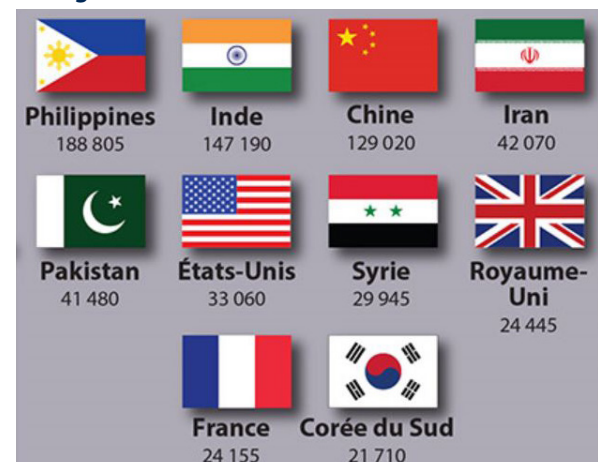 Philippines
188 805
Inde
147 190
Chine
129 020
Iran
42 070
Pakistan
41 480
États-Unis
33 060
Syrie
29 945
Royaume-
Uni
24 445
France
24 155
Corée du Sud
21 710